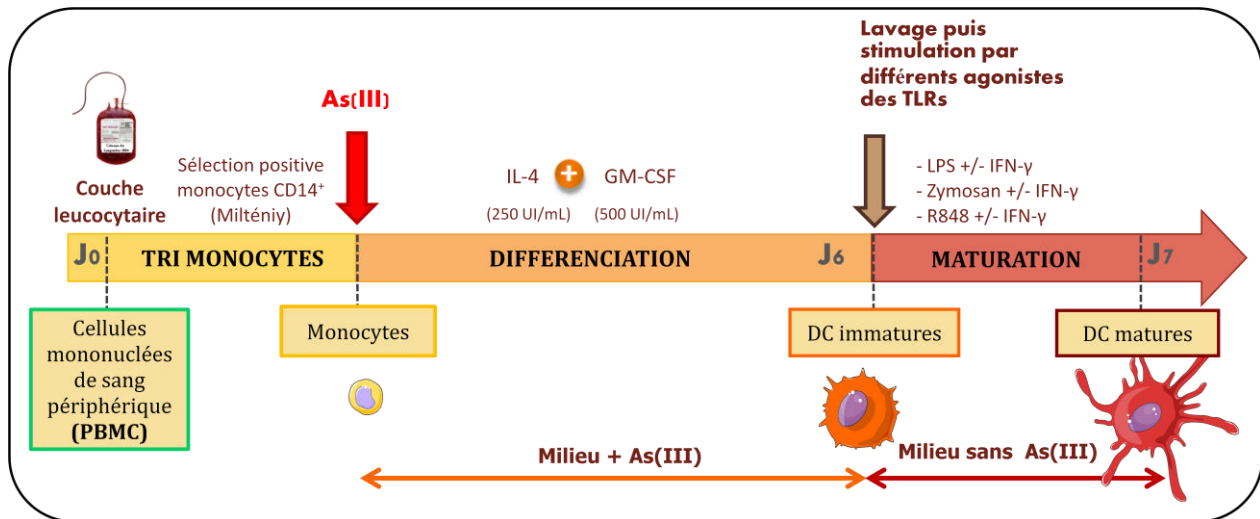 Lavage puis
stimulation par
différents agonistes
des TLRs
As(III)
Couche
leucocytaire
Sélection positive
monocytes CD14⁺
(Milténiy)
IL-4 + GM-CSF
(250 UI/mL) (500 UI/mL)
- LPS +/- IFN-γ
- Zymosan +/- IFN-γ
- R848 +/- IFN-γ
J0 TRI MONOCYTES DIFFERENCIATION J6 MATURATION J7
Cellules
mononuclées
de sang
périphérique
(PBMC)
Monocytes
DC immatures
DC matures
Milieu + As(III)
Milieu sans As(III)